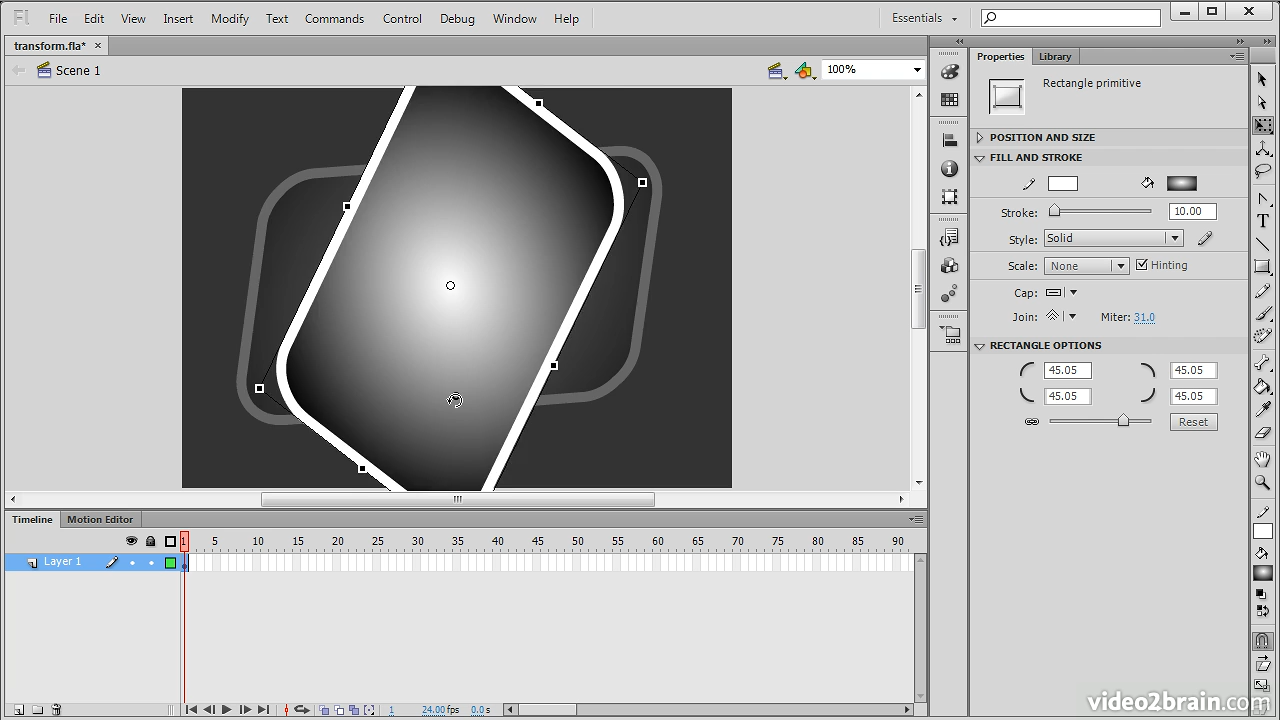 Fl File Edit View Insert Modify Text Commands Control Debug Window Help Essentials
transform.fla* ×
Scene 1 100%
Properties Library
Rectangle primitive
POSITION AND SIZE
FILL AND STROKE
Stroke: 10.00
Style: Solid
Scale: None Hinting
Cap:
Join: Miter: 31.0
RECTANGLE OPTIONS
45.05 45.05
45.05 45.05
Reset
Timeline Motion Editor
1 5 10 15 20 25 30 35 40 45 50 55 60 65 70 75 80 85 90
Layer 1
1 24.00 fps 0.0 s
video2brain.com